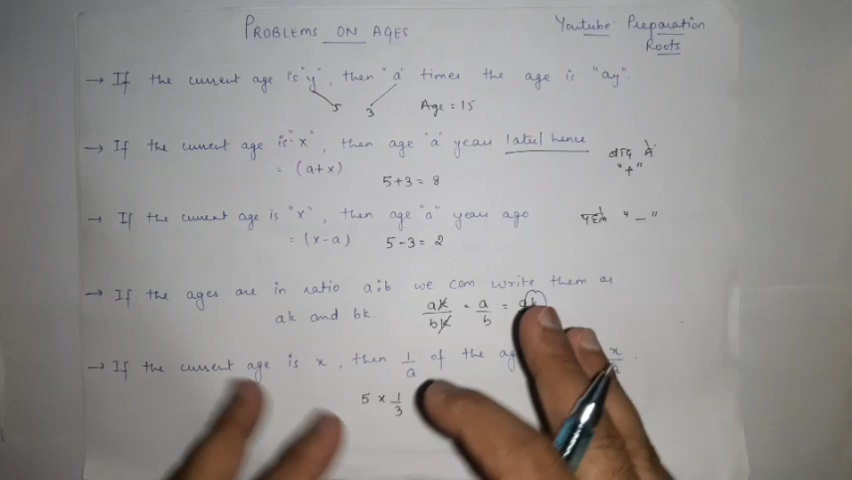 PROBLEMS ON AGES
Youtube Preparation
Roots
→ If the current age is "y", then "a" times the age is "ay".
5 3 Age = 15
→ If the current age is "x", then age "a" years later/hence
= (a+x)
5+3 = 8
"+"
→ If the current age is "x", then age "a" years ago
= (x-a) 5-3 = 2
"-"
→ If the ages are in ratio a:b we can write them as
ak and bk. ak/bk = a/b = ak
→ If the current age is x, then 1/a of the x/a.
5 × 1/3